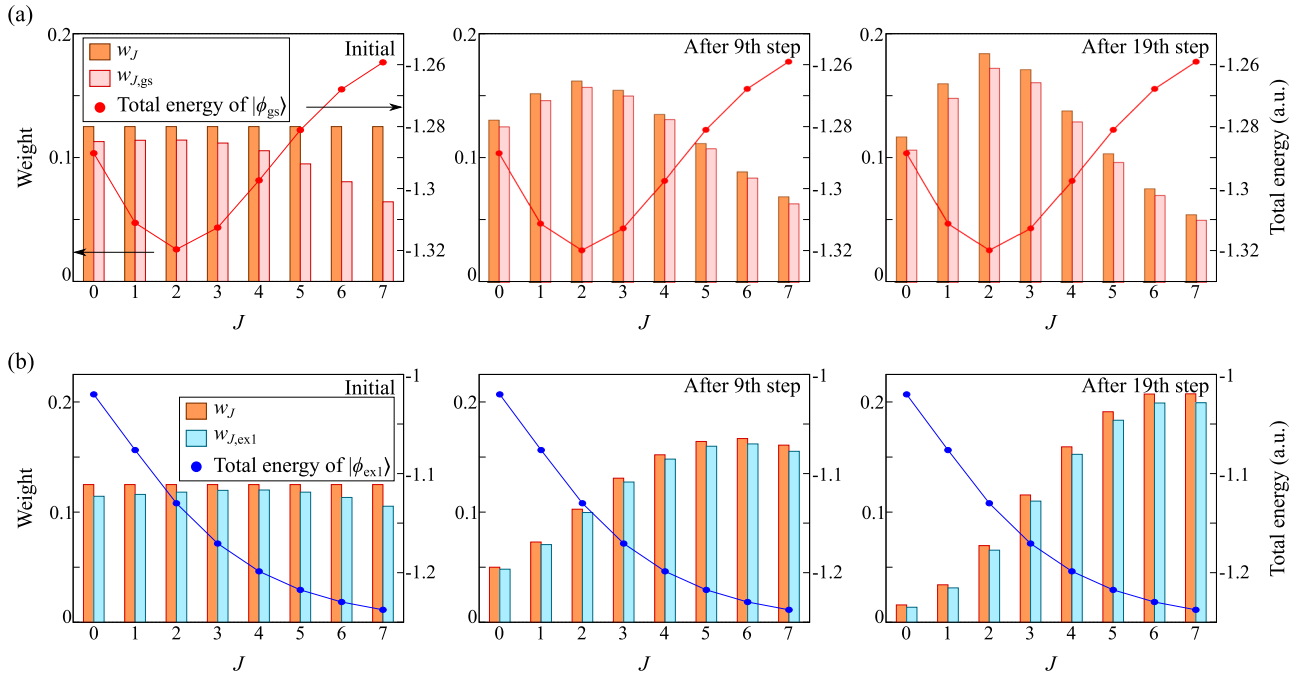 (a)
Initial
w_J
w_{J,gs}
Total energy of |ϕ_gs⟩
Weight
0.2
0.1
0
0 1 2 3 4 5 6 7
J
-1.26
-1.28
-1.3
-1.32
After 9th step
0.2
0.1
0
0 1 2 3 4 5 6 7
J
-1.26
-1.28
-1.3
-1.32
After 19th step
0.2
0.1
0
0 1 2 3 4 5 6 7
J
-1.26
-1.28
-1.3
-1.32
Total energy (a.u.)
(b)
Initial
w_J
w_{J,ex1}
Total energy of |ϕ_ex1⟩
Weight
0.2
0.1
0
0 1 2 3 4 5 6 7
J
-1
-1.1
-1.2
After 9th step
0.2
0.1
0
0 1 2 3 4 5 6 7
J
-1
-1.1
-1.2
After 19th step
0.2
0.1
0
0 1 2 3 4 5 6 7
J
-1
-1.1
-1.2
Total energy (a.u.)